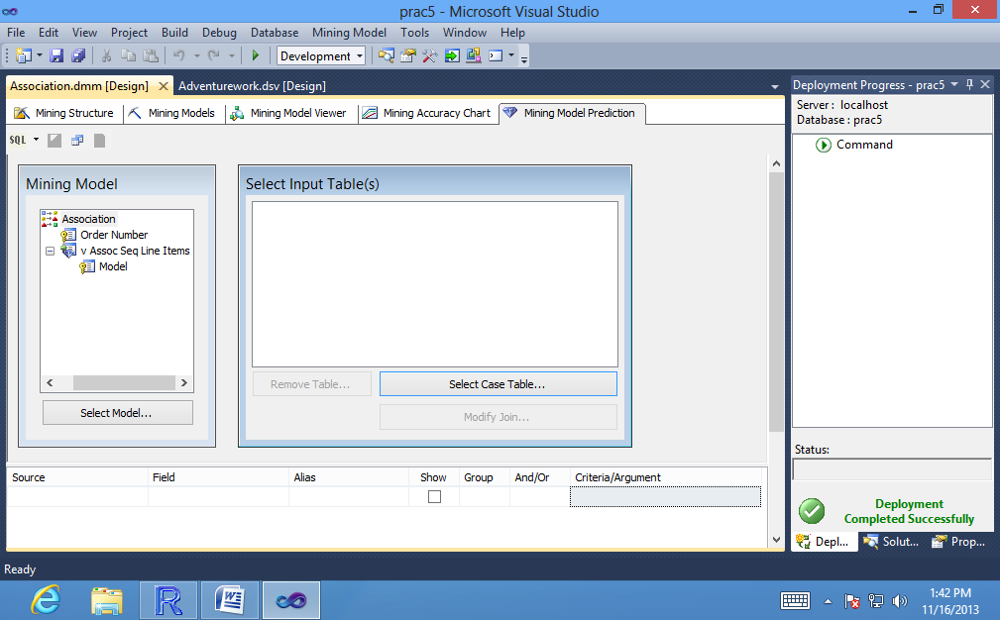 prac5 - Microsoft Visual Studio
File Edit View Project Build Debug Database Mining Model Tools Window Help
Development
Association.dmm [Design] Adventurework.dsv [Design]
Mining Structure Mining Models Mining Model Viewer Mining Accuracy Chart Mining Model Prediction
SQL
Mining Model
Association
Order Number
v Assoc Seq Line Items
Model
Select Model...
Select Input Table(s)
Remove Table... Select Case Table...
Modify Join...
Source Field Alias Show Group And/Or Criteria/Argument
Deployment Progress - prac5
Server : localhost
Database : prac5
Command
Status:
Deployment
Completed Successfully
Depl... Solut... Prop...
Ready
R W
1:42 PM
11/16/2013